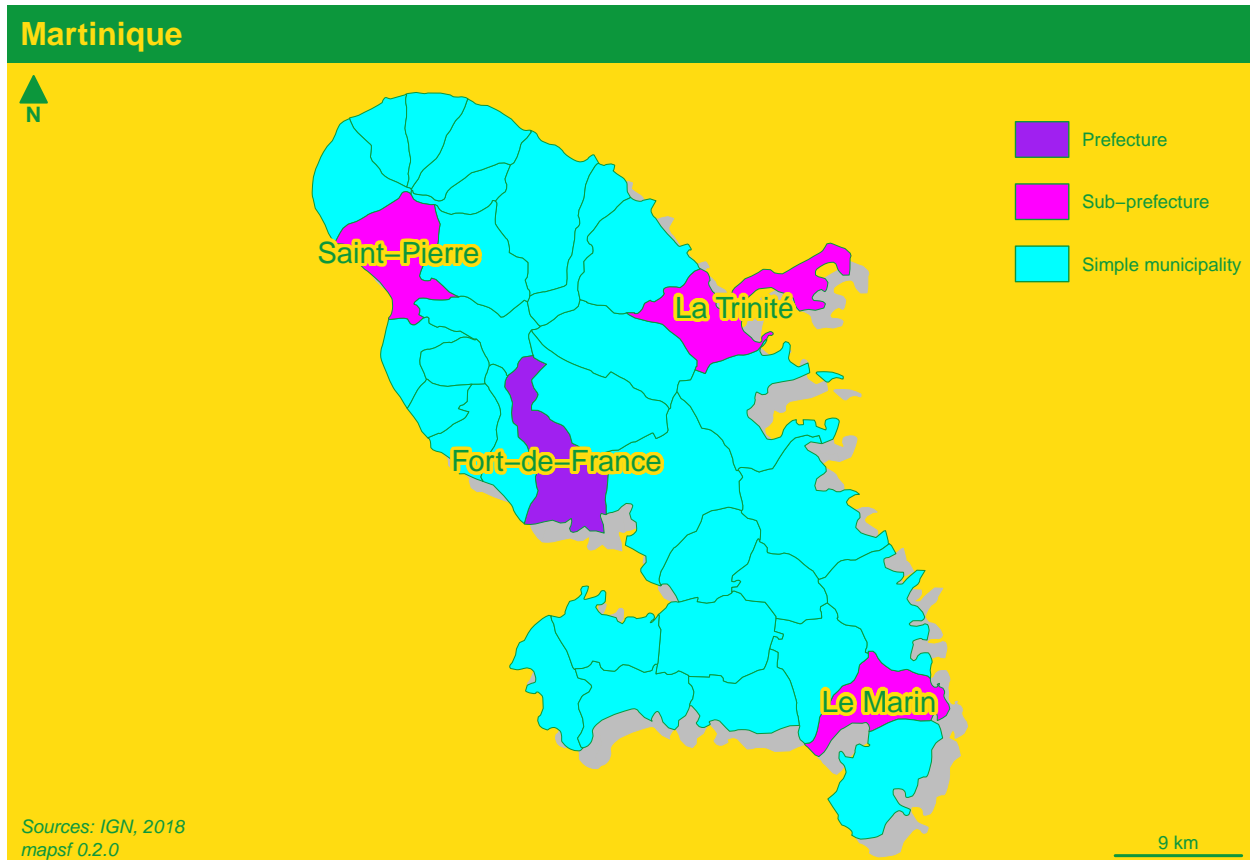 Martinique
N
Prefecture
Sub−prefecture
Simple municipality
Saint−Pierre
La Trinité
Fort−de−France
Le Marin
Sources: IGN, 2018
mapsf 0.2.0
9 km